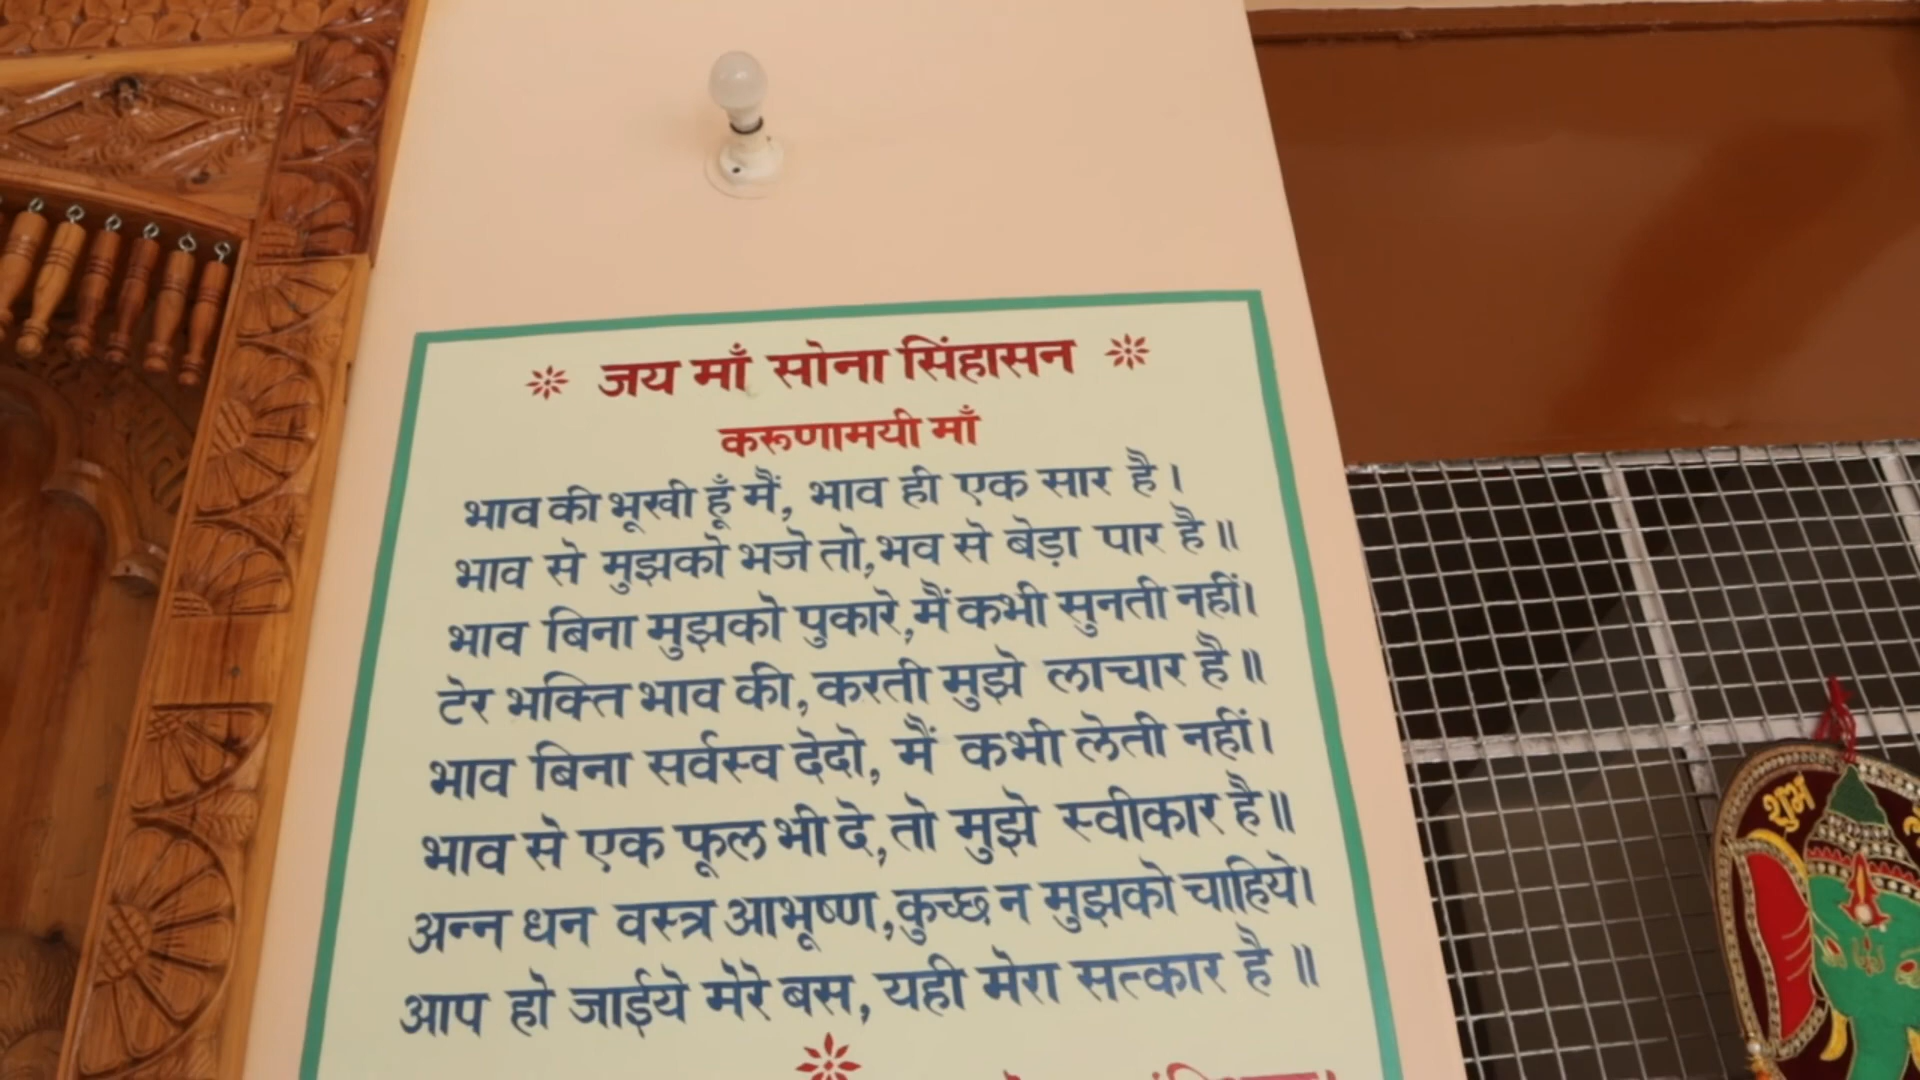 जय माँ सोना सिंहासन
करूणामयी माँ
भाव की भूखी हूँ मैं, भाव ही एक सार है।
भाव से मुझको भजे तो, भव से बेड़ा पार है॥
भाव बिना मुझको पुकारे, मैं कभी सुनती नहीं।
टेर भक्ति भाव की, करती मुझे लाचार है॥
भाव बिना सर्वस्व देदो, मैं कभी लेती नहीं।
भाव से एक फूल भी दे, तो मुझे स्वीकार है॥
अन्न धन वस्त्र आभूष्ण, कुच्छ न मुझको चाहिये।
आप हो जाईये मेरे बस, यही मेरा सत्कार है॥
शुभ